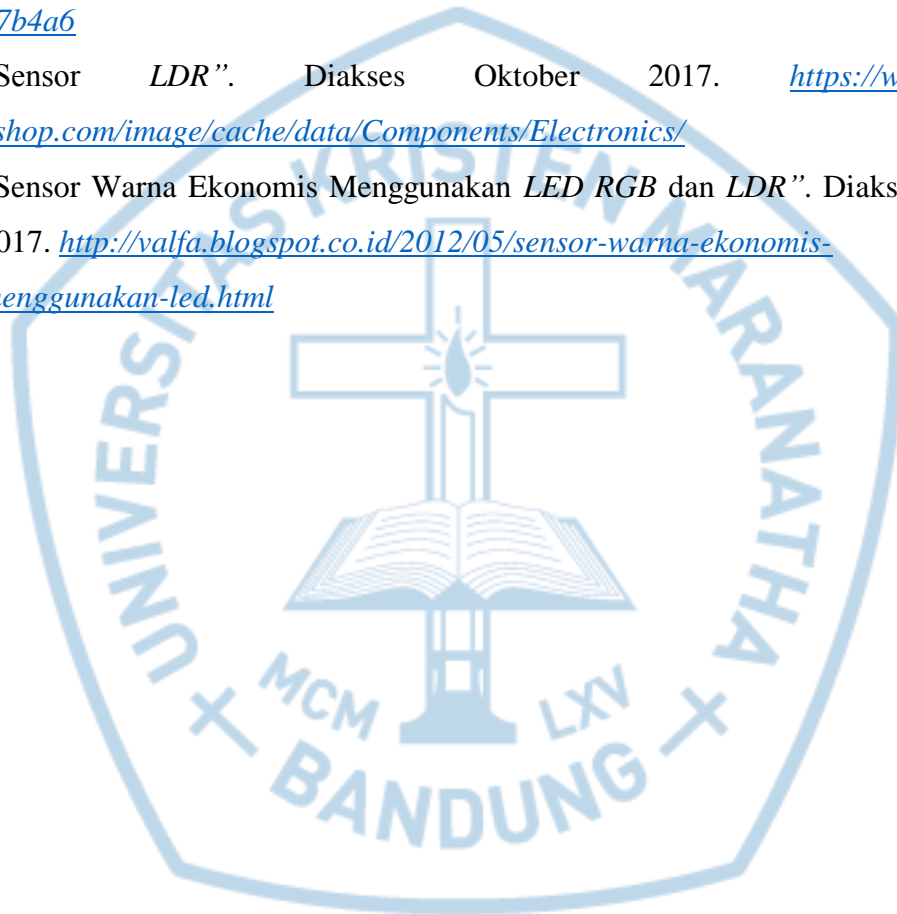 7b4a6
Sensor LDR”. Diakses Oktober 2017. https://w
shop.com/image/cache/data/Components/Electronics/
Sensor Warna Ekonomis Menggunakan LED RGB dan LDR”. Diaks
017. http://valfa.blogspot.co.id/2012/05/sensor-warna-ekonomis-
nenggunakan-led.html
UNIVERSITAS KRISTEN MARANATHA
MCM LXV
BANDUNG